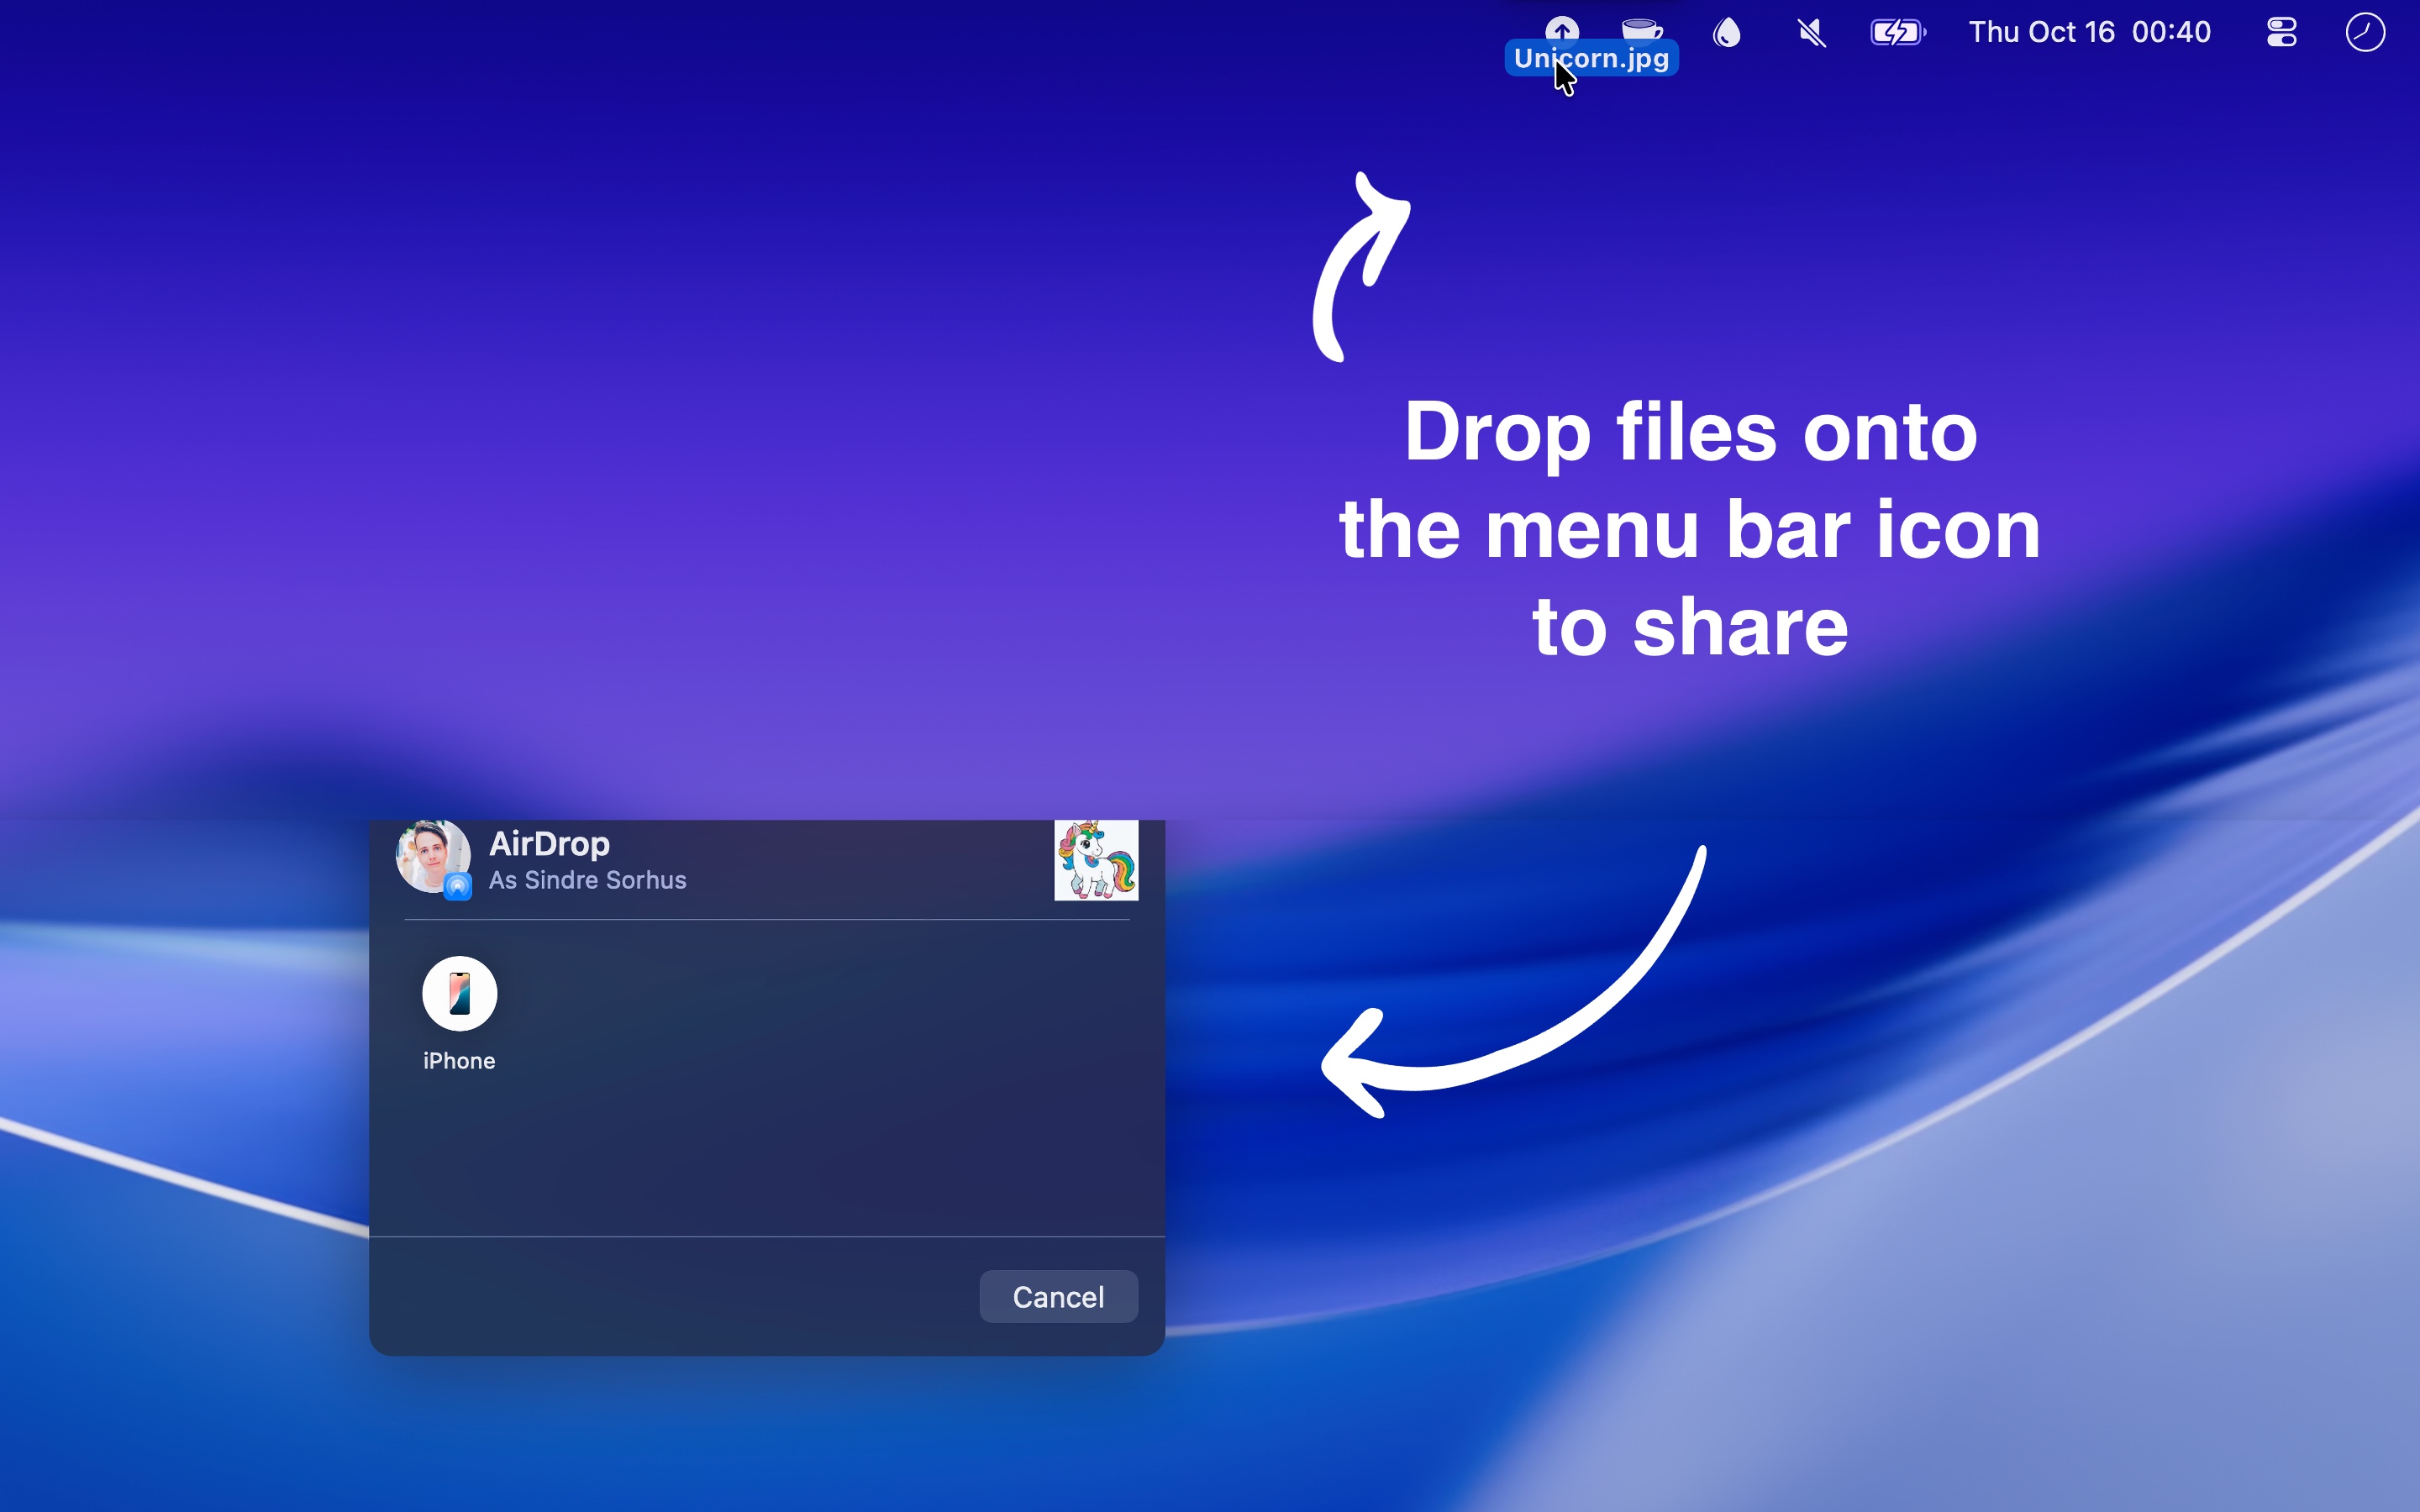 Thu Oct 16 00:40
Unicorn.jpg
Drop files onto
the menu bar icon
to share
AirDrop
As Sindre Sorhus
iPhone
Cancel